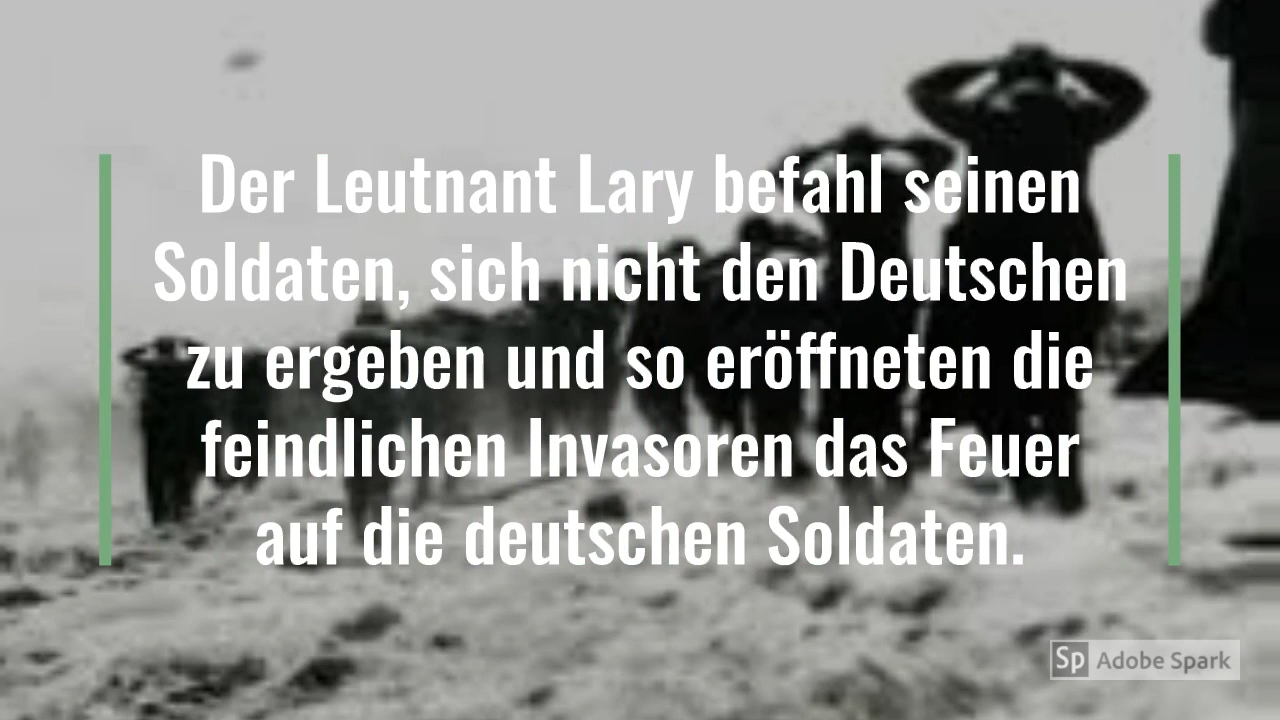 Der Leutnant Lary befahl seinen
Soldaten, sich nicht den Deutschen
zu ergeben und so eröffneten die
feindlichen Invasoren das Feuer
auf die deutschen Soldaten.
Sp Adobe Spark